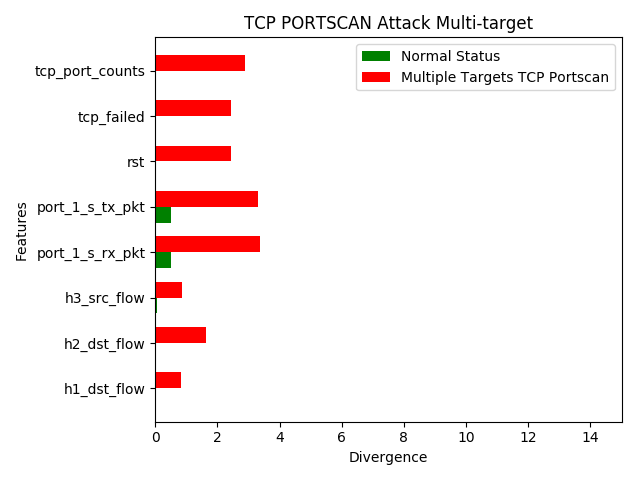 TCP PORTSCAN Attack Multi-target
Normal Status
Multiple Targets TCP Portscan
Features
tcp_port_counts
tcp_failed
rst
port_1_s_tx_pkt
port_1_s_rx_pkt
h3_src_flow
h2_dst_flow
h1_dst_flow
0 2 4 6 8 10 12 14
Divergence